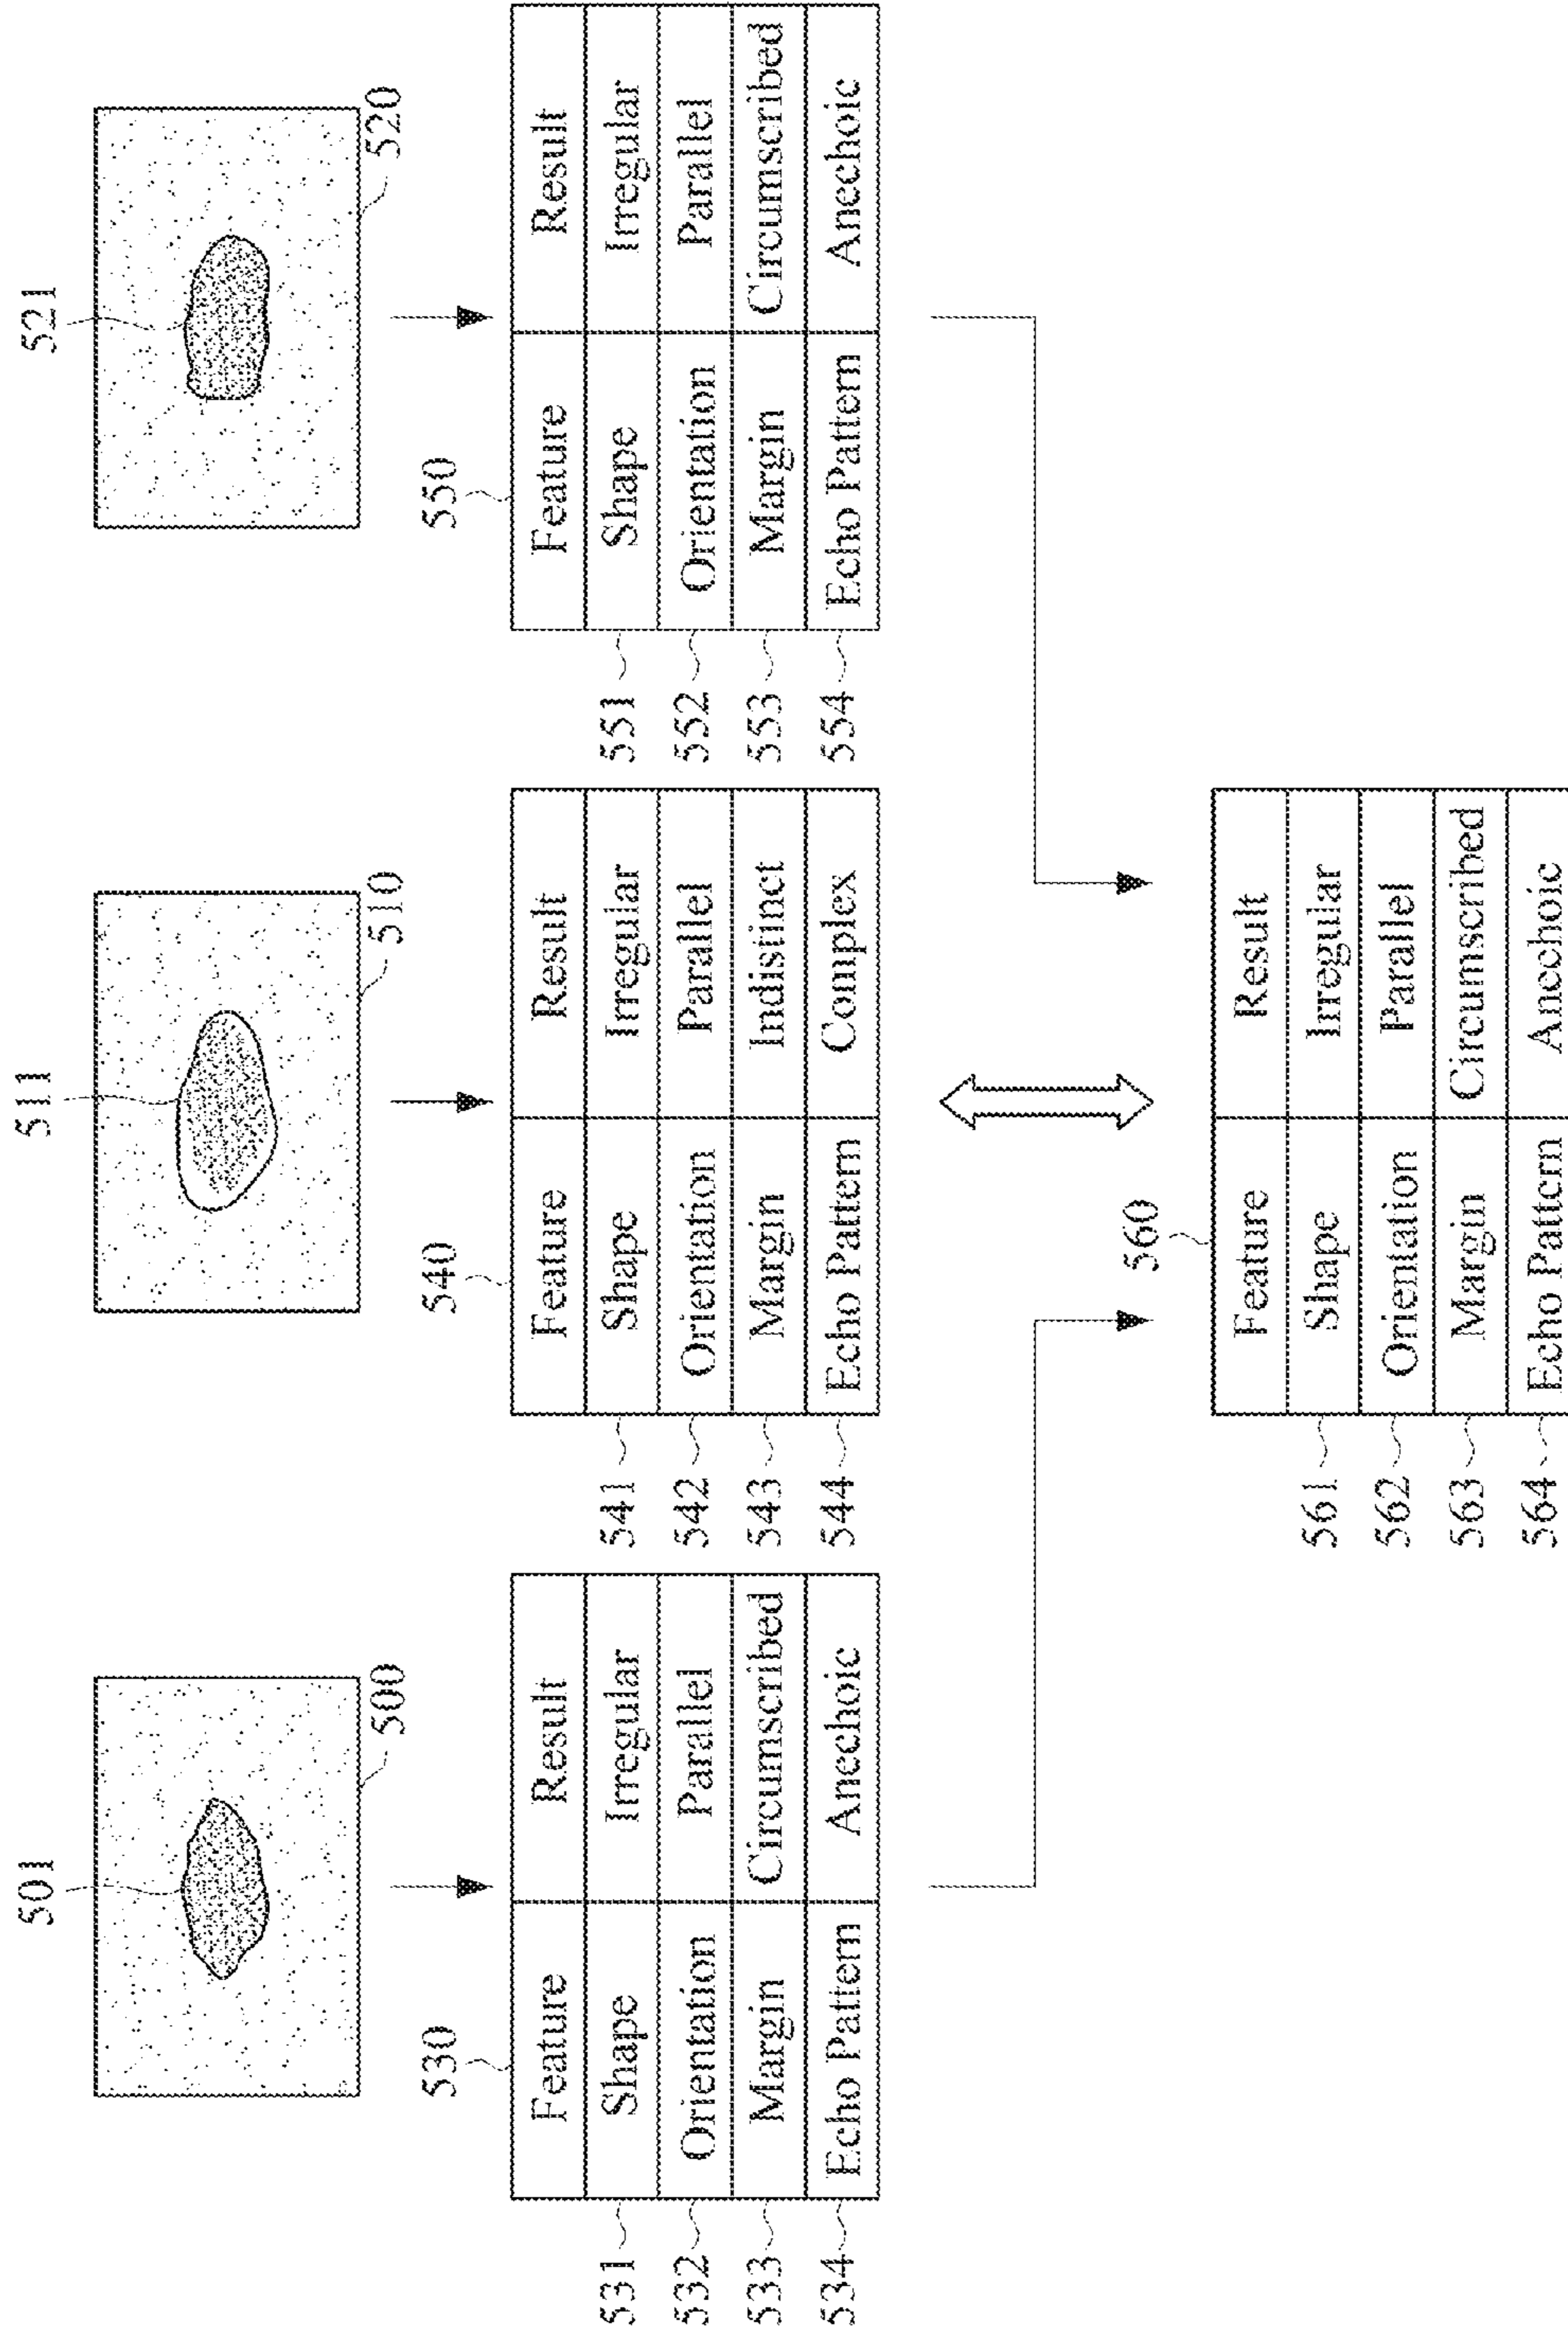 501 511 521
500 510 520
530 540 550
Feature Result Feature Result Feature Result
531 Shape Irregular 541 Shape Irregular 551 Shape Irregular
532 Orientation Parallel 542 Orientation Parallel 552 Orientation Parallel
533 Margin Circumscribed 543 Margin Indistinct 553 Margin Circumscribed
534 Echo Pattern Anechoic 544 Echo Pattern Complex 554 Echo Pattern Anechoic
560
Feature Result
561 Shape Irregular
562 Orientation Parallel
563 Margin Circumscribed
564 Echo Pattern Anechoic